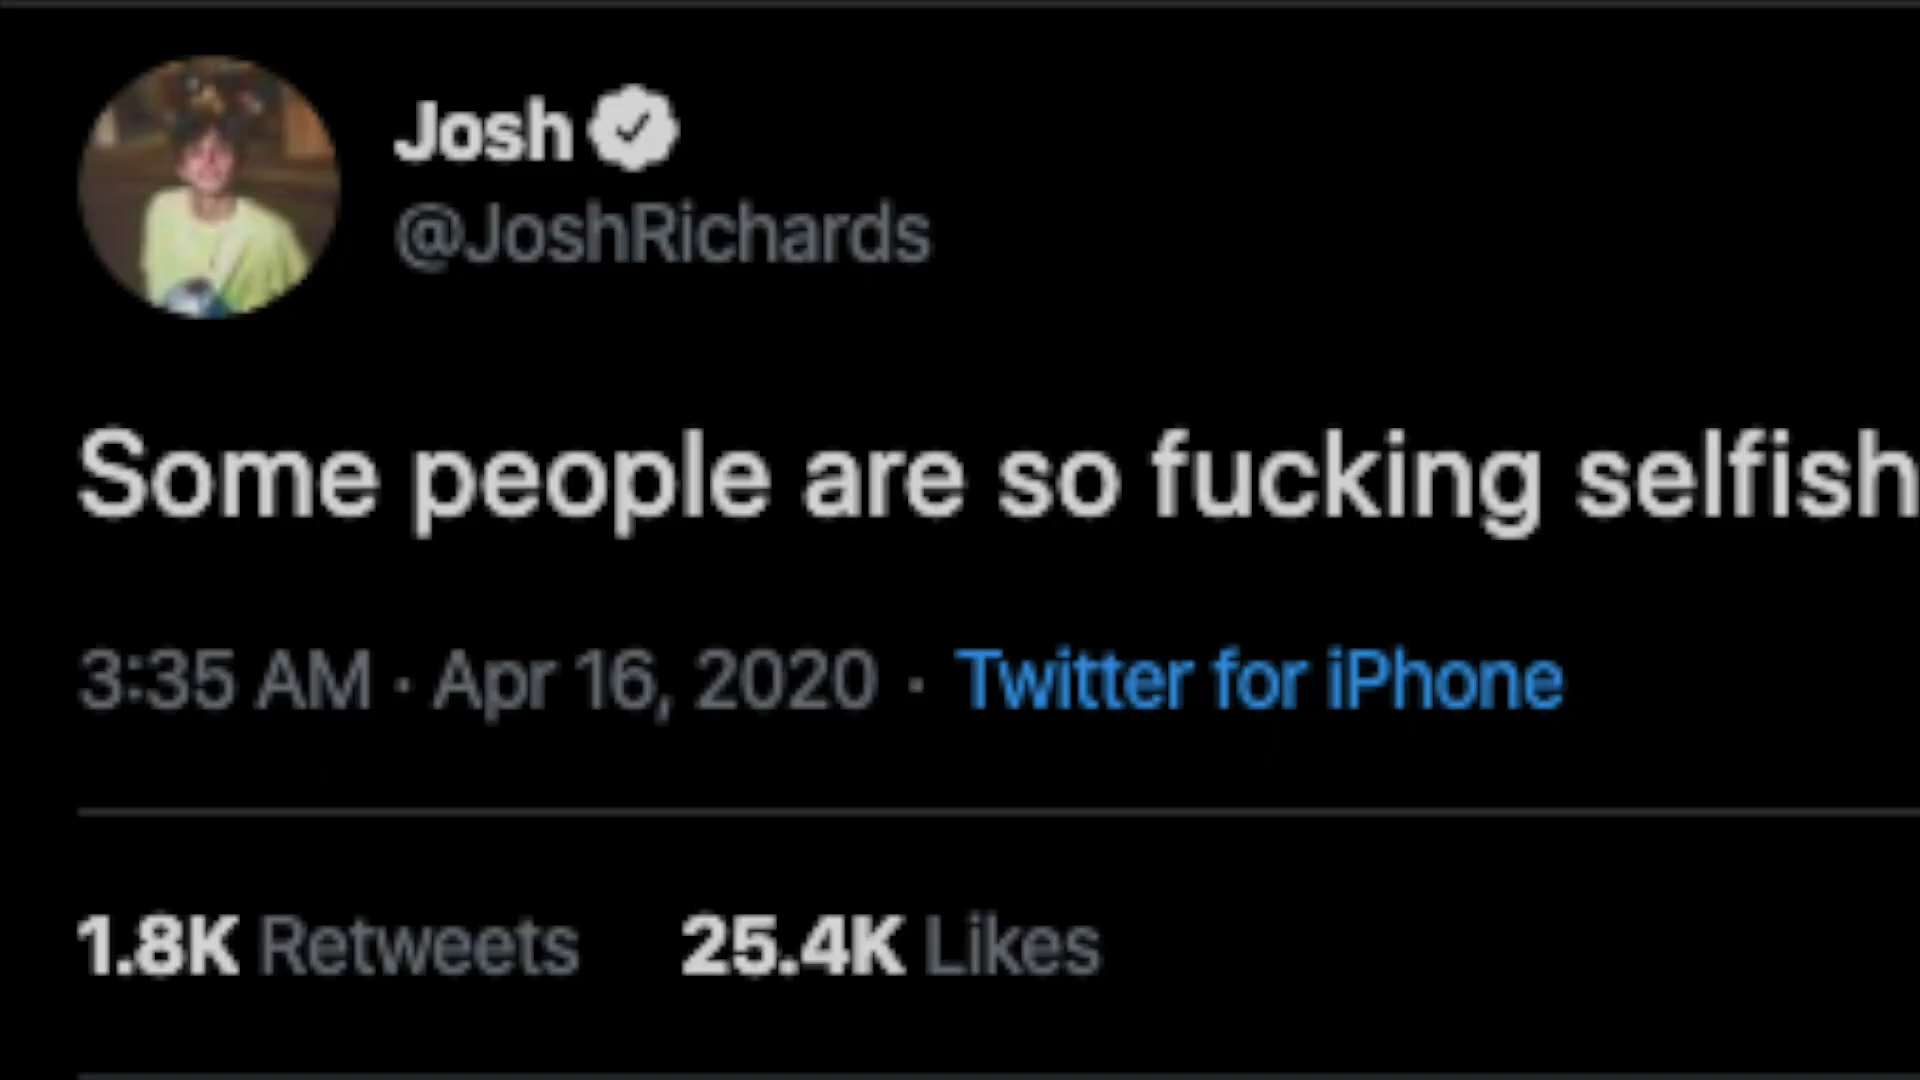 Josh
@JoshRichards
Some people are so fucking selfish
3:35 AM · Apr 16, 2020 · Twitter for iPhone
1.8K Retweets 25.4K Likes